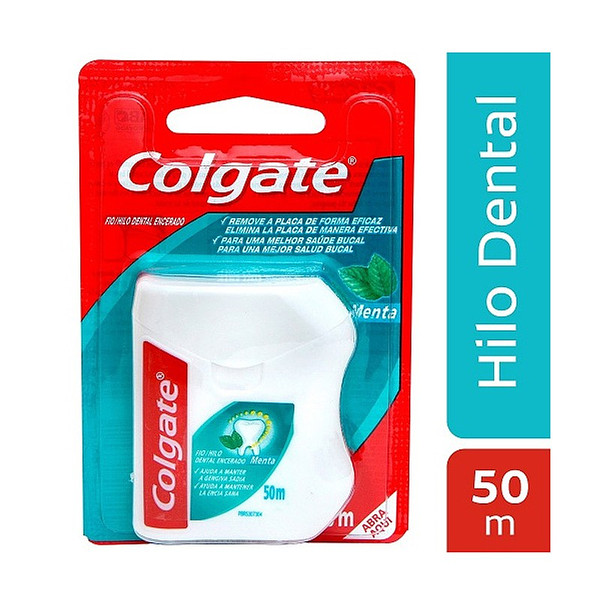 Colgate®
FIO/HILO DENTAL ENCERADO
✓ REMOVE A PLACA DE FORMA EFICAZ
ELIMINA LA PLACA DE MANERA EFECTIVA
✓ PARA UMA MELHOR SAÚDE BUCAL
PARA UNA MEJOR SALUD BUCAL
Menta
Colgate®
FIO/HILO
DENTAL ENCERADO Menta
✓ AJUDA A MANTER
A GENGIVA SADIA
✓ AYUDA A MANTENER
LA ENCÍA SANA
50m
m
ABRA
AQUI
Hilo Dental
50
m